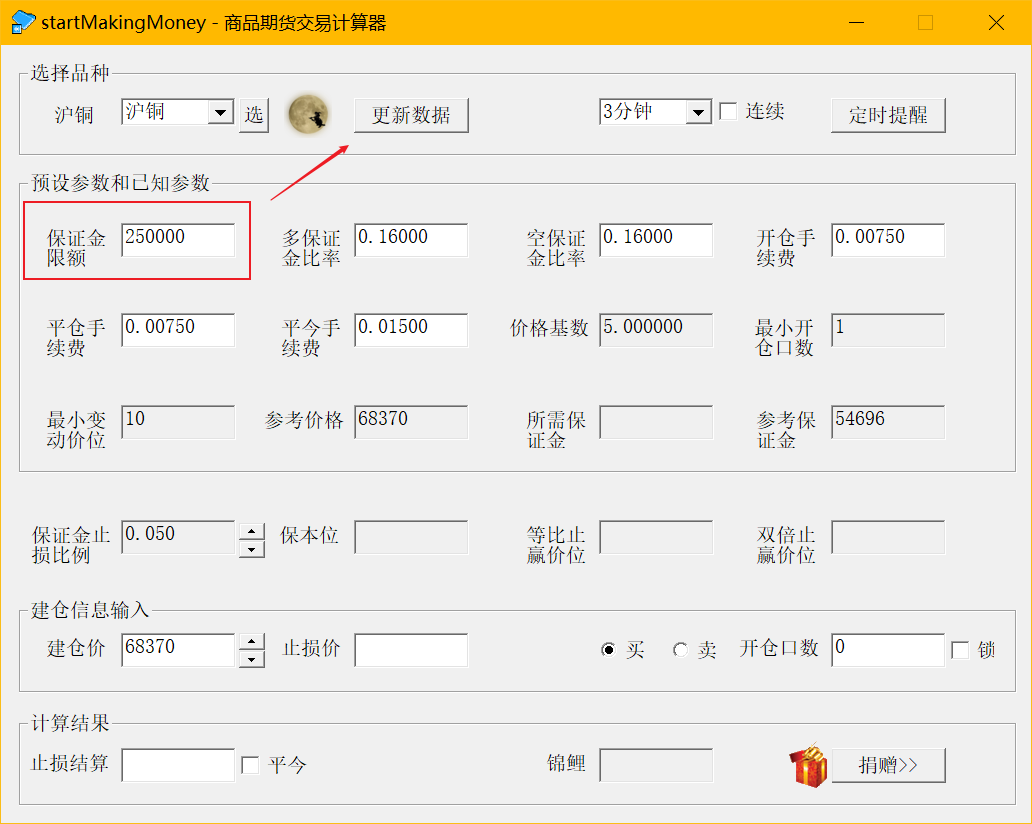 startMakingMoney - 商品期货交易计算器
选择品种
沪铜 沪铜 选 更新数据 3分钟 连续 定时提醒
预设参数和已知参数
保证金
限额
250000
多保证
金比率
0.16000
空保证
金比率
0.16000
开仓手
续费
0.00750
平仓手
续费
0.00750
平今手
续费
0.01500
价格基数 5.000000
最小开
仓口数
1
最小变
动价位
10
参考价格 68370
所需保
证金
参考保
证金
54696
保证金止
损比例
0.050
保本位
等比止
赢价位
双倍止
赢价位
建仓信息输入
建仓价 68370 止损价 买 卖 开仓口数 0 锁
计算结果
止损结算 平今 锦鲤 捐赠>>